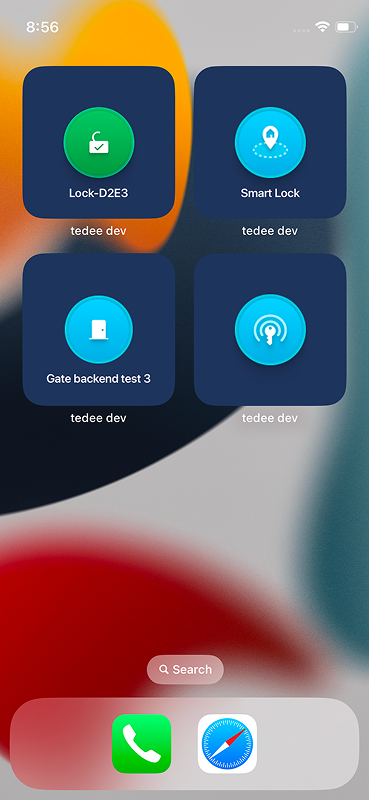 8:56
Lock-D2E3
Smart Lock
tedee dev
tedee dev
Gate backend test 3
tedee dev
tedee dev
Search